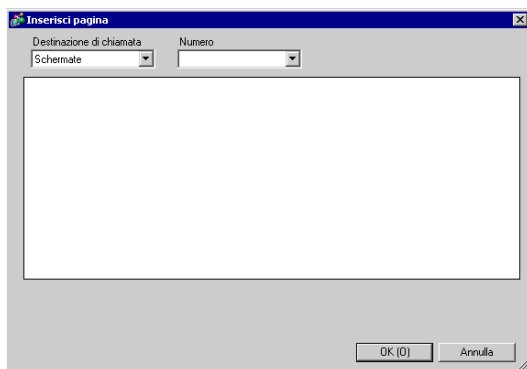 Inserisci pagina
Destinazione di chiamata Numero
Schermate
OK (O) Annulla